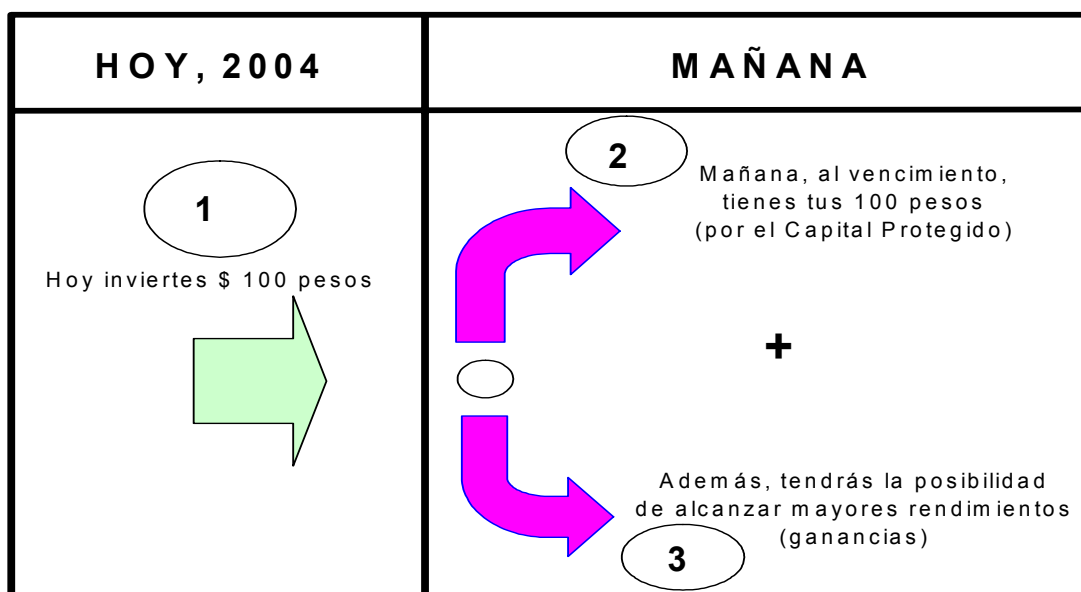 HOY, 2004
MAÑANA
1
Hoy inviertes $ 100 pesos
2
Mañana, al vencimiento,
tienes tus 100 pesos
(por el Capital Protegido)
+
Además, tendrás la posibilidad
de alcanzar mayores rendimientos
(ganancias)
3